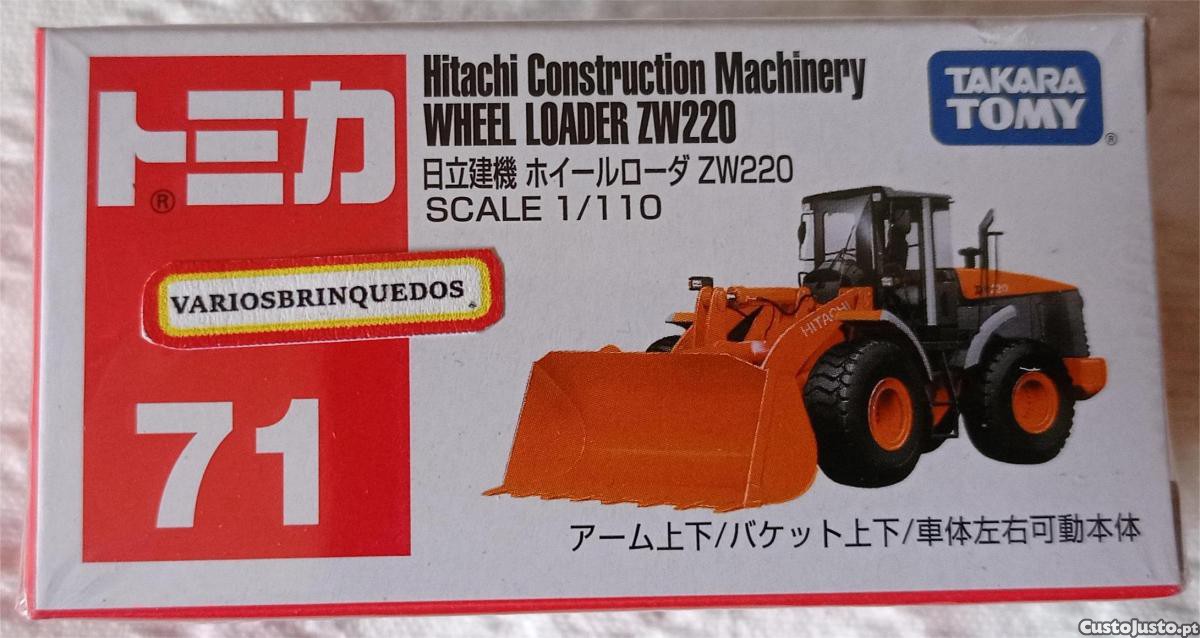 トミカ®
Hitachi Construction Machinery
WHEEL LOADER ZW220
日立建機 ホイールローダ ZW220
SCALE 1/110
TAKARA
TOMY®
VARIOSBRINQUEDOS
71
HITACHI
アーム上下/バケット上下/車体左右可動本体
CustoJusto.pt